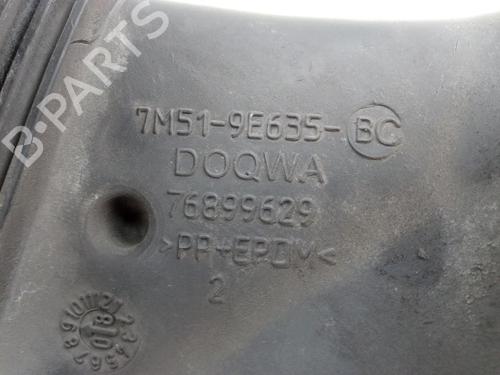 7M51-9E635-BC
DOQWA
76899629
>PP+EPDM<
2
B-PARTS